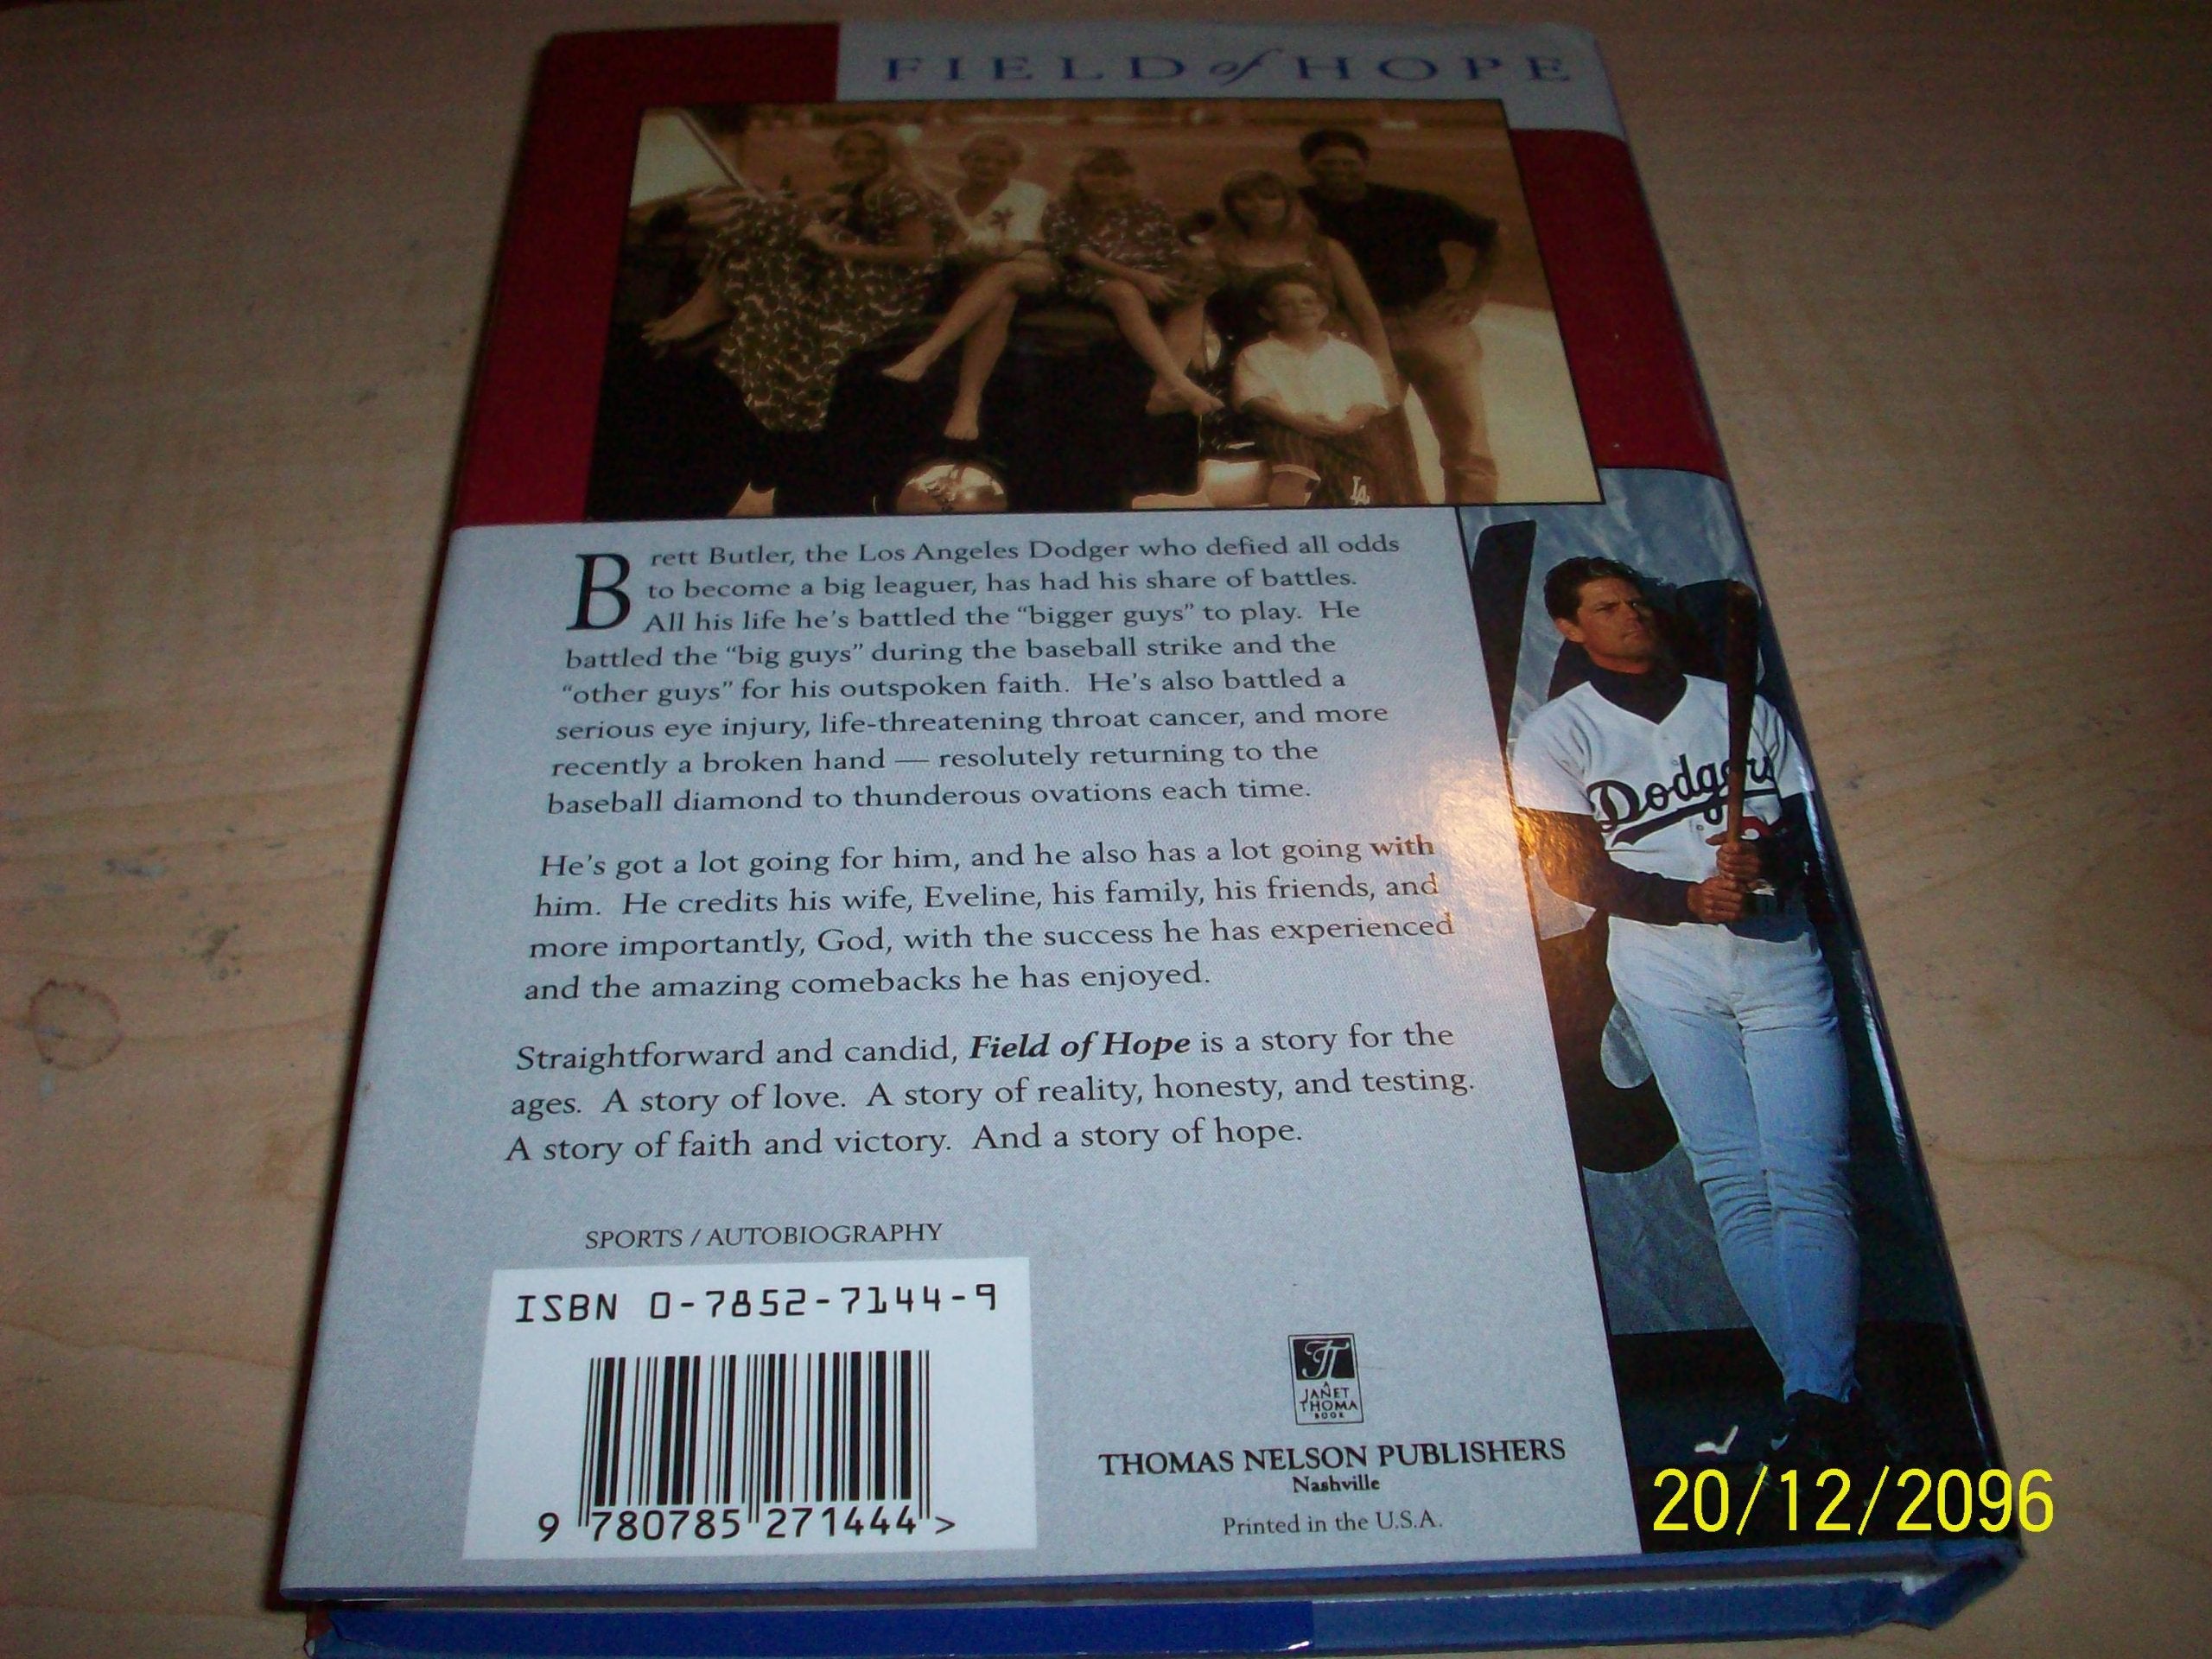 FIELD of HOPE
LA
Brett Butler, the Los Angeles Dodger who defied all odds
to become a big leaguer, has had his share of battles.
All his life he's battled the "bigger guys" to play. He
battled the "big guys" during the baseball strike and the
"other guys" for his outspoken faith. He's also battled a
serious eye injury, life-threatening throat cancer, and more
recently a broken hand — resolutely returning to the
baseball diamond to thunderous ovations each time.
He's got a lot going for him, and he also has a lot going with
him. He credits his wife, Eveline, his family, his friends, and
more importantly, God, with the success he has experienced
and the amazing comebacks he has enjoyed.
Straightforward and candid, Field of Hope is a story for the
ages. A story of love. A story of reality, honesty, and testing.
A story of faith and victory. And a story of hope.
Dodgers
SPORTS / AUTOBIOGRAPHY
ISBN 0-7852-7144-9
9 780785 271444 >
A
JANET
THOMA
BOOK
THOMAS NELSON PUBLISHERS
Nashville
Printed in the U.S.A.
20/12/2096